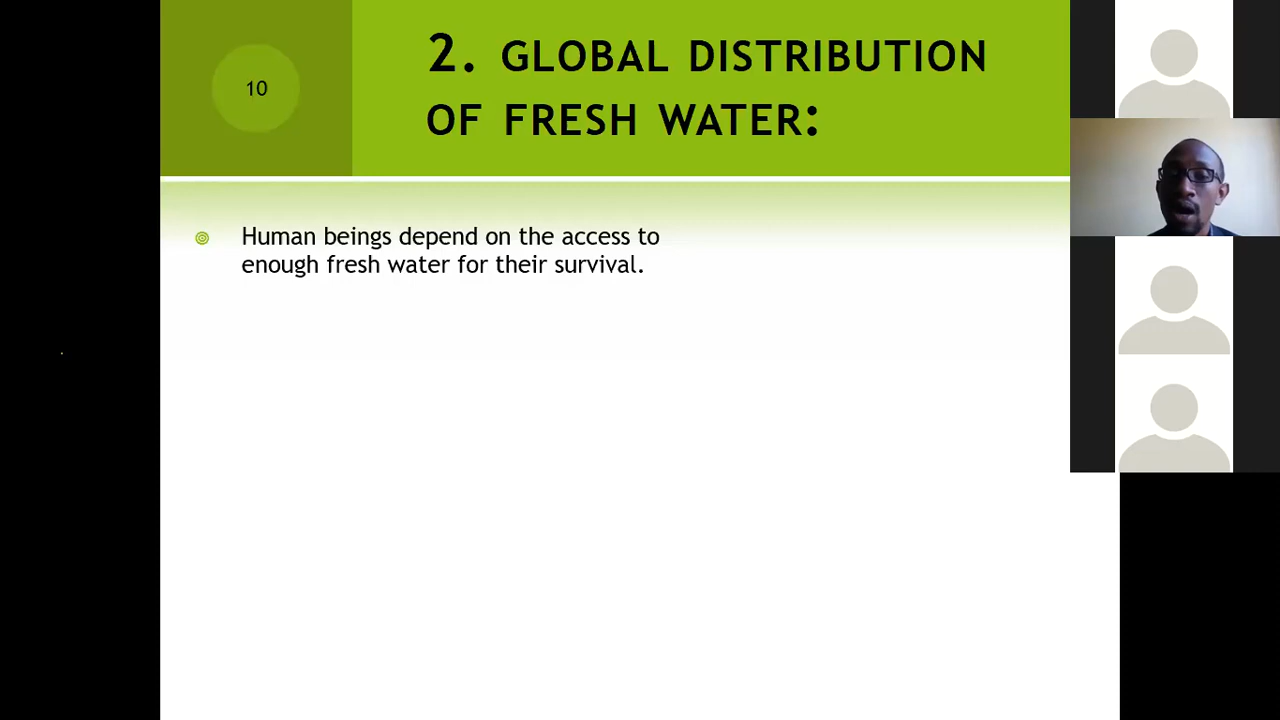 10
2. GLOBAL DISTRIBUTION
OF FRESH WATER:
Human beings depend on the access to
enough fresh water for their survival.